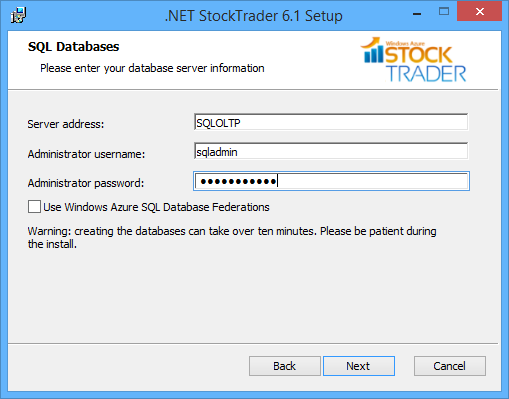 .NET StockTrader 6.1 Setup
SQL Databases
Please enter your database server information
Windows Azure
STOCK
TRADER
Server address:
SQLOLTP
Administrator username:
sqladmin
Administrator password:
●●●●●●●●●●●
Use Windows Azure SQL Database Federations
Warning: creating the databases can take over ten minutes. Please be patient during
the install.
Back
Next
Cancel